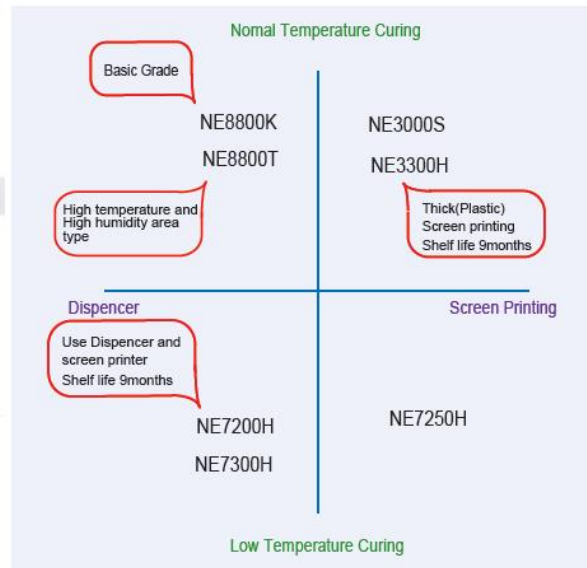 Nomal Temperature Curing
Basic Grade
NE8800K
NE8800T
NE3000S
NE3300H
High temperature and
High humidity area
type
Thick(Plastic)
Screen printing
Shelf life 9months
Dispencer
Screen Printing
Use Dispencer and
screen printer
Shelf life 9months
NE7200H
NE7300H
NE7250H
Low Temperature Curing